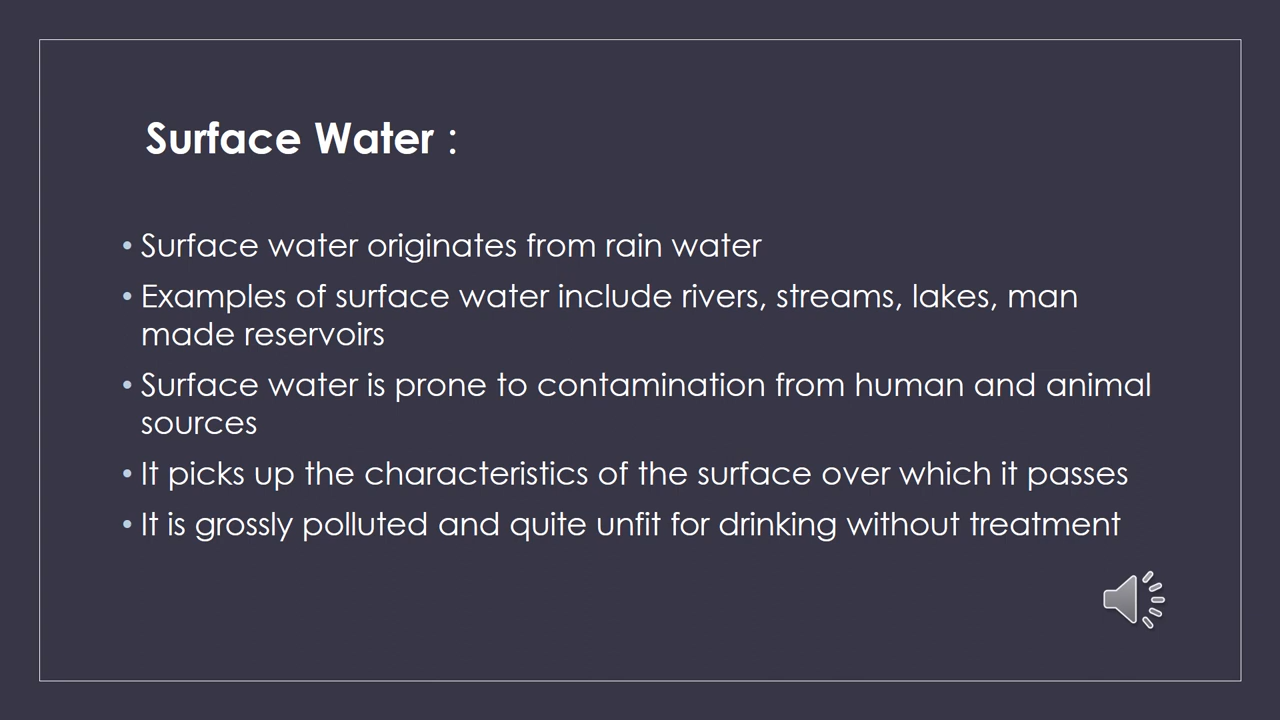 Surface Water :
• Surface water originates from rain water
• Examples of surface water include rivers, streams, lakes, man
made reservoirs
• Surface water is prone to contamination from human and animal
sources
• It picks up the characteristics of the surface over which it passes
• It is grossly polluted and quite unfit for drinking without treatment